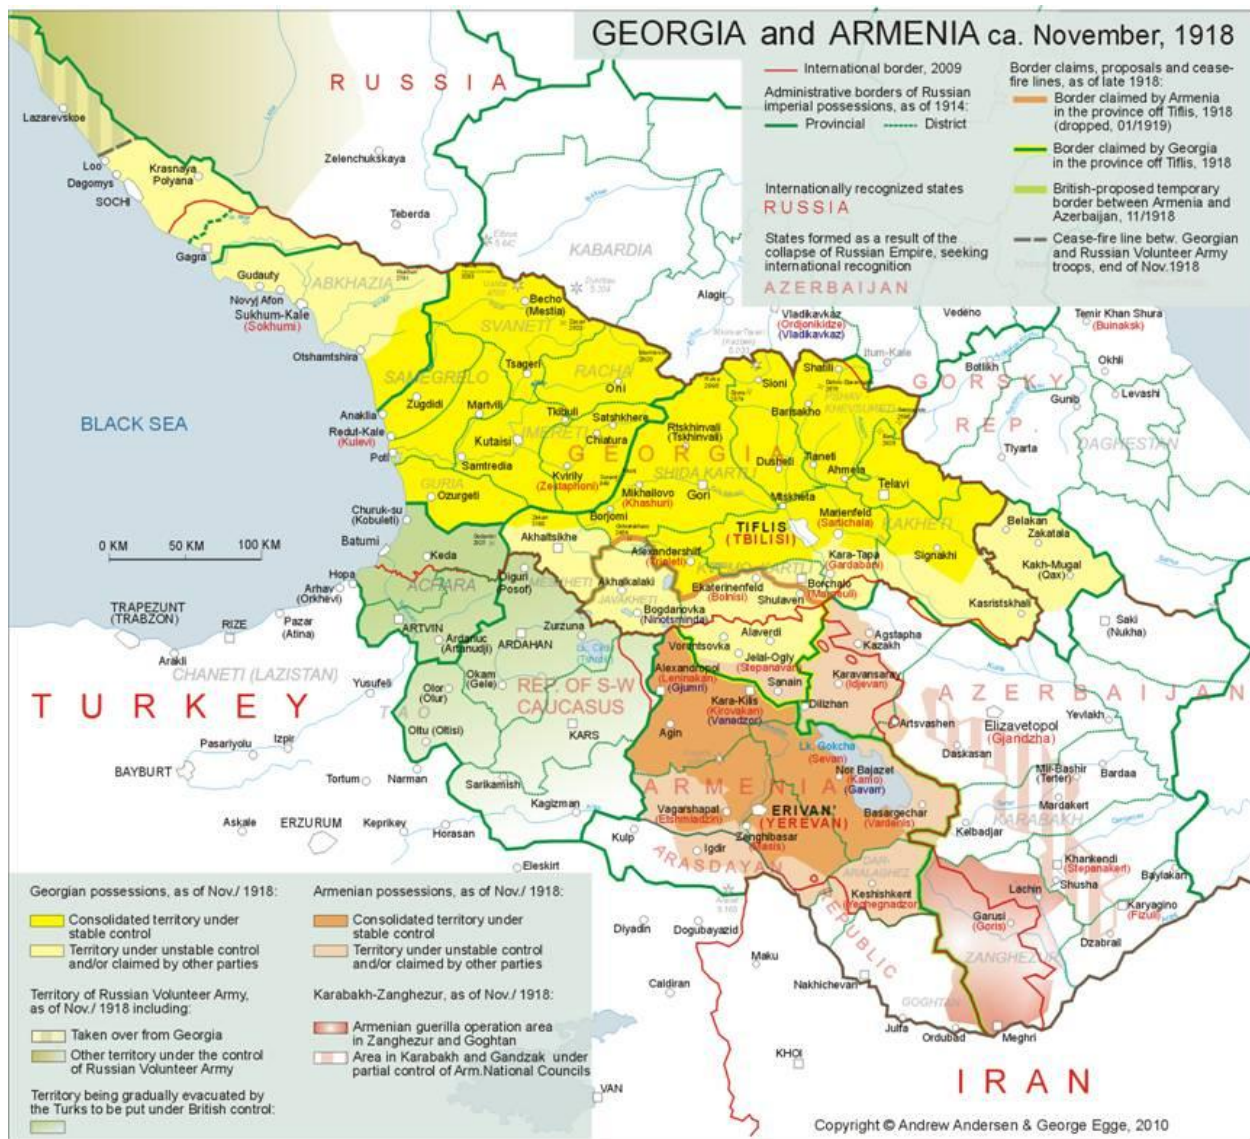 GEORGIA and ARMENIA ca. November, 1918
International border, 2009
Administrative borders of Russian
imperial possessions, as of 1914:
Provincial
District
Internationally recognized states
RUSSIA
States formed as a result of the
collapse of Russian Empire, seeking
international recognition
AZERBAIJAN
Border claims, proposals and cease-
fire lines, as of late 1918:
Border claimed by Armenia
in the province off Tiflis, 1918
(dropped, 01/1919)
Border claimed by Georgia
in the province off Tiflis, 1918
British-proposed temporary
border between Armenia and
Azerbaijan, 11/1918
Cease-fire line betw. Georgian
and Russian Volunteer Army
troops, end of Nov.1918
RUSSIA
Lazarevskoe
Loo
Dagomys
SOCHI
Krasnaya
Polyana
Zelenchukskaya
Teberda
Gagra
KABARDIA
ABKHAZIA
Gudauty
Novyj Afon
Sukhum-Kale
(Sokhumi)
Otshamtshira
Becho
(Mestia)
SVANETI
Alagir
Vladikavkaz
(Ordjonikidze)
(Vladikavkaz)
Vedeno
Temir Khan Shura
(Buinaksk)
Itum-Kale
Botlikh
Okhli
Levashi
Gunib
GORSKY
REP.
Tlyarta
DAGHESTAN
SAMEGRELO
Tsageri
RACHA
Oni
Zugdidi
Martvili
Tkibuli
Satshkhere
Chiatura
Anaklia
Redut-Kale
(Kulevi)
Poti
Kutaisi
IMERETI
Samtredia
Kvirily
(Zestaphoni)
GURIA
Ozurgeti
BLACK SEA
GEORGIA
Sioni
Shatili
Barisakho
PSHAV-
KHEVSURETI
Rtskhinvali
(Tskhinvali)
Dusheti
Tianeti
Ahmeta
Telavi
SHIDA KARTLI
Mikhailovo
(Khashuri)
Gori
Mtskheta
Borjomi
TIFLIS
(TBILISI)
Marienfeld
(Sartichala)
KAKHETI
Signakhi
Belakan
Zakatala
Kakh-Mugal
(Qax)
Kasristskhali
Churuk-su
(Kobuleti)
Batumi
0 KM 50 KM 100 KM
Keda
ACHARA
Akhaltsikhe
Alexandershilf
(Trialeti)
Kara-Tapa
(Gardabani)
Digur
(Posof)
MESKHETI
Akhalkalaki
JAVAKHETI
Ekaterinenfeld
(Bolnisi)
Borchalo
(Marneuli)
Shulaveri
Bogdanovka
(Ninotsminda)
Hopa
Arhav
(Orkhevi)
TRAPEZUNT
(TRABZON)
RIZE
Pazar
(Atina)
Arakli
CHANETI (LAZISTAN)
ARTVIN
Ardanuc
(Artanudji)
ARDAHAN
Zurzuna
Okam
(Gele)
REP. OF S-W
CAUCASUS
Yusufeli
Olor
(Olur)
TAO
Oltu (Oltisi)
KARS
TURKEY
Pasariyolu
Izpir
BAYBURT
Tortum
Narman
Sarikamish
Kagizman
Askale
ERZURUM
Keprikey
Horasan
Eleskirt
Vorontsovka
Alaverdi
Jelal-Ogly
(Stepanavan)
Sanain
Alexandropol
(Leninakan)
(Gjumri)
Kara-Kilis
(Kirovakan)
(Vanadzor)
Dilizhan
Agstapha
Kazakh
Karavansaray
(Idjevan)
Artsvashen
Saki
(Nukha)
AZERBAIJAN
Elizavetopol
(Gjandzha)
Yevlakh
Daskasan
Agin
Lk. Gokcha
(Sevan)
ARMENIA
Nor Bajazet
(Kamo)
(Gavarr)
Mir-Bashir
(Terter)
Bardaa
Mardakert
KARABAKH
Vagarshapat
(Etshmiadzin)
ERIVAN'
(YEREVAN)
Basargechar
(Vardenis)
Kelbadjar
Zenghibasar
(Masis)
Kulp
Igdir
ARASDAYAN
REPUBLIC
DAR-
ARALAGHEZ
Keshishkent
(Yeghegnadzor)
Khankendi
(Stepanakert)
Shusha
Baylakan
Lachin
Karyagino
(Fizuli)
Garusi
(Goris)
Dzabrail
ZANGHEZUR
Diyadin
Dogubayazid
Maku
Caldiran
Nakhichevan
GOGHTAN
Julfa
Ordubad
Meghri
KHOI
VAN
IRAN
Georgian possessions, as of Nov./ 1918:
Consolidated territory under
stable control
Territory under unstable control
and/or claimed by other parties
Territory of Russian Volunteer Army,
as of Nov./ 1918 including:
Taken over from Georgia
Other territory under the control
of Russian Volunteer Army
Territory being gradually evacuated by
the Turks to be put under British control:
Armenian possessions, as of Nov./ 1918:
Consolidated territory under
stable control
Territory under unstable control
and/or claimed by other parties
Karabakh-Zanghezur, as of Nov./ 1918:
Armenian guerilla operation area
in Zanghezur and Goghtan
Area in Karabakh and Gandzak under
partial control of Arm.National Councils
Copyright © Andrew Andersen & George Egge, 2010